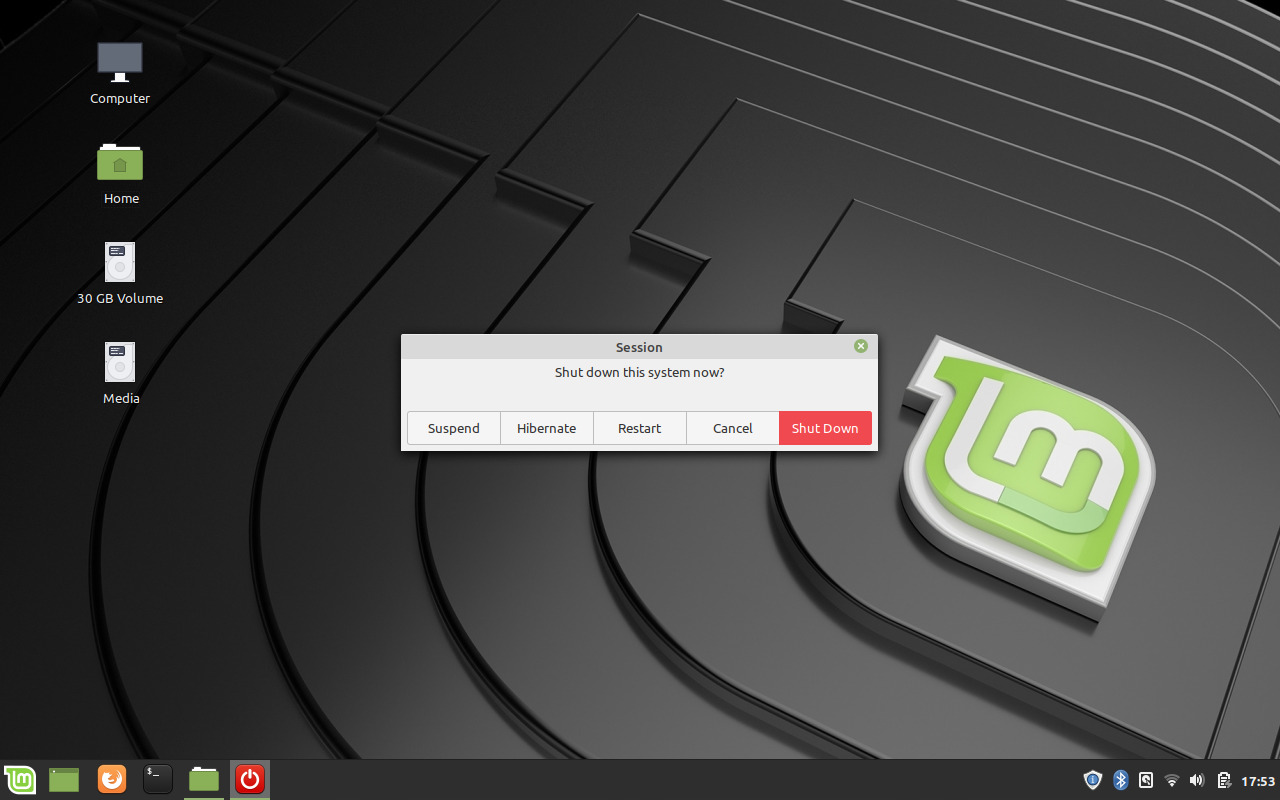 Computer
Home
30 GB Volume
Media
Session
Shut down this system now?
Suspend Hibernate Restart Cancel Shut Down
$_
17:53